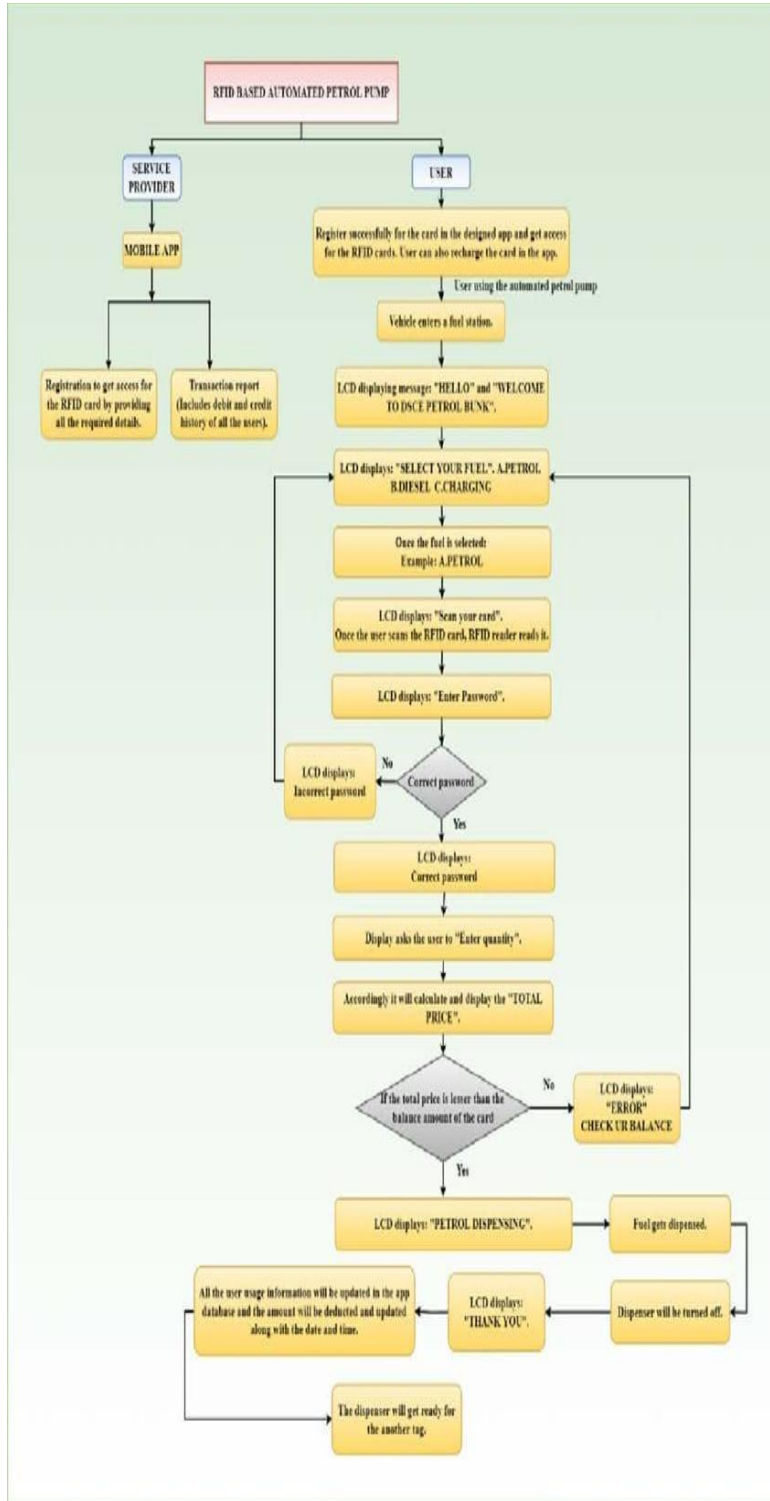 RFID BASED AUTOMATED PETROL PUMP
SERVICE
PROVIDER
USER
MOBILE APP
Register successfully for the card in the designed app and get access
for the RFID cards. User can also recharge the card in the app.
User using the automated petrol pump
Vehicle enters a fuel station.
Registration to get access for
the RFID card by providing
all the required details.
Transaction report
(Includes debit and credit
history of all the users).
LCD displaying message: "HELLO" and "WELCOME
TO DSCE PETROL BUNK".
LCD displays: "SELECT YOUR FUEL". A.PETROL
B.DIESEL C.CHARGING
Once the fuel is selected:
Example: A.PETROL
LCD displays: "Scan your card".
Once the user scans the RFID card, RFID reader reads it.
LCD displays: "Enter Password".
LCD displays:
Incorrect password
No
Correct password
Yes
LCD displays:
Correct password
Display asks the user to "Enter quantity".
Accordingly it will calculate and display the "TOTAL
PRICE".
If the total price is lesser than the
balance amount of the card
No
LCD displays:
"ERROR"
CHECK UR BALANCE
Yes
LCD displays: "PETROL DISPENSING".
Fuel gets dispensed.
Dispenser will be turned off.
LCD displays:
"THANK YOU".
All the user usage information will be updated in the app
database and the amount will be deducted and updated
along with the date and time.
The dispenser will get ready for
the another tag.